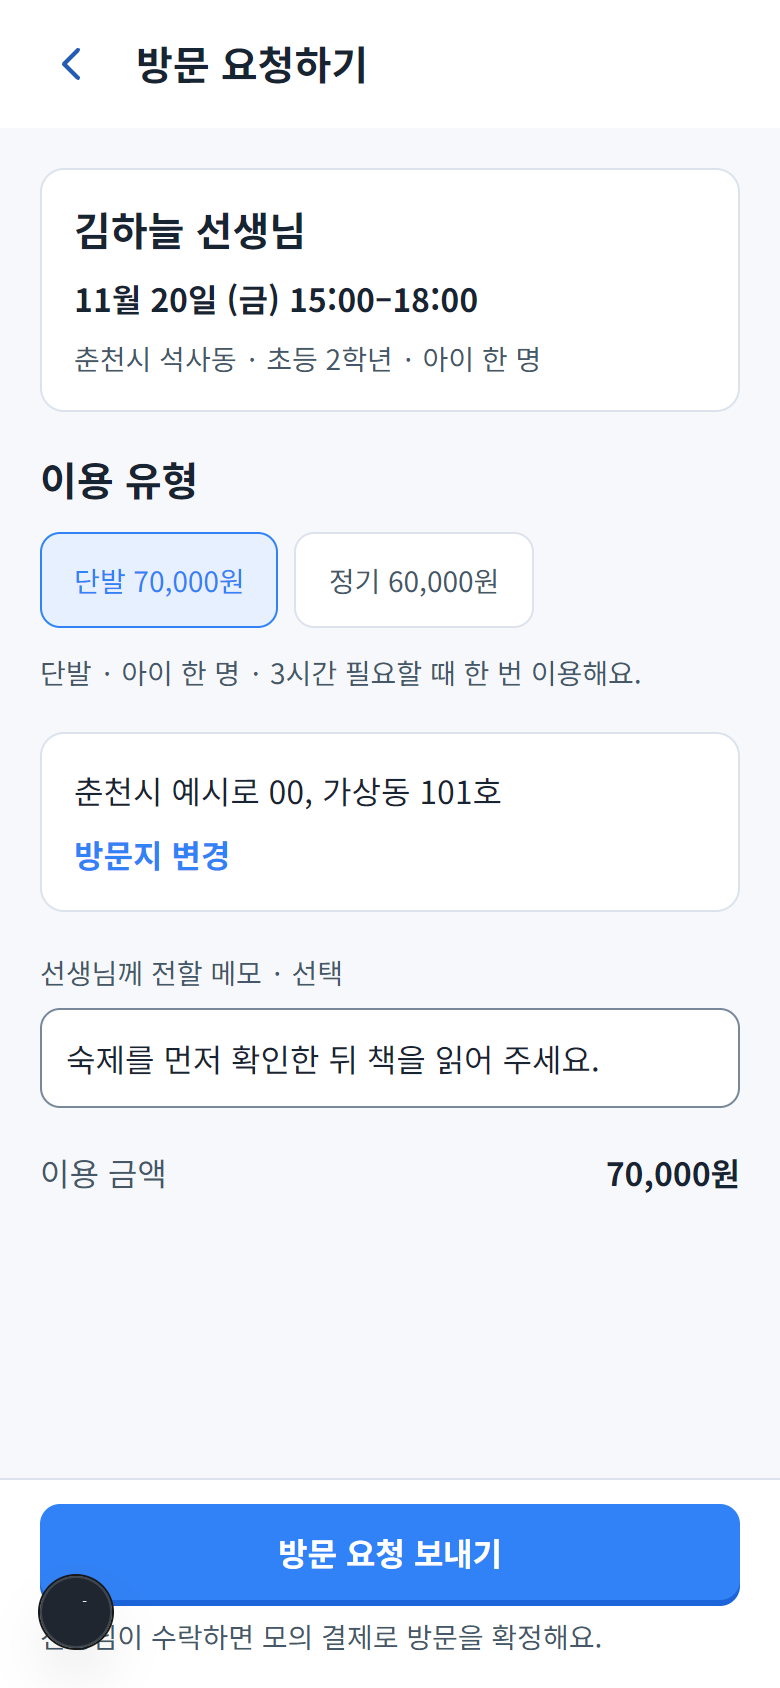 방문 요청하기
김하늘 선생님
11월 20일 (금) 15:00–18:00
춘천시 석사동 · 초등 2학년 · 아이 한 명
이용 유형
단발 70,000원
정기 60,000원
단발 · 아이 한 명 · 3시간 필요할 때 한 번 이용해요.
춘천시 예시로 00, 가상동 101호
방문지 변경
선생님께 전할 메모 · 선택
숙제를 먼저 확인한 뒤 책을 읽어 주세요.
이용 금액
70,000원
방문 요청 보내기
수락하면 모의 결제로 방문을 확정해요.